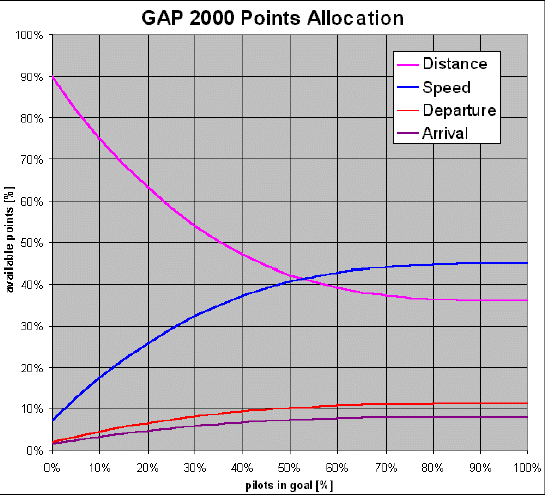 GAP 2000 Points Allocation
100%
90%
80%
70%
60%
50%
40%
30%
20%
10%
0%
available points [%]
Distance
Speed
Departure
Arrival
0% 10% 20% 30% 40% 50% 60% 70% 80% 90% 100%
pilots in goal [%]